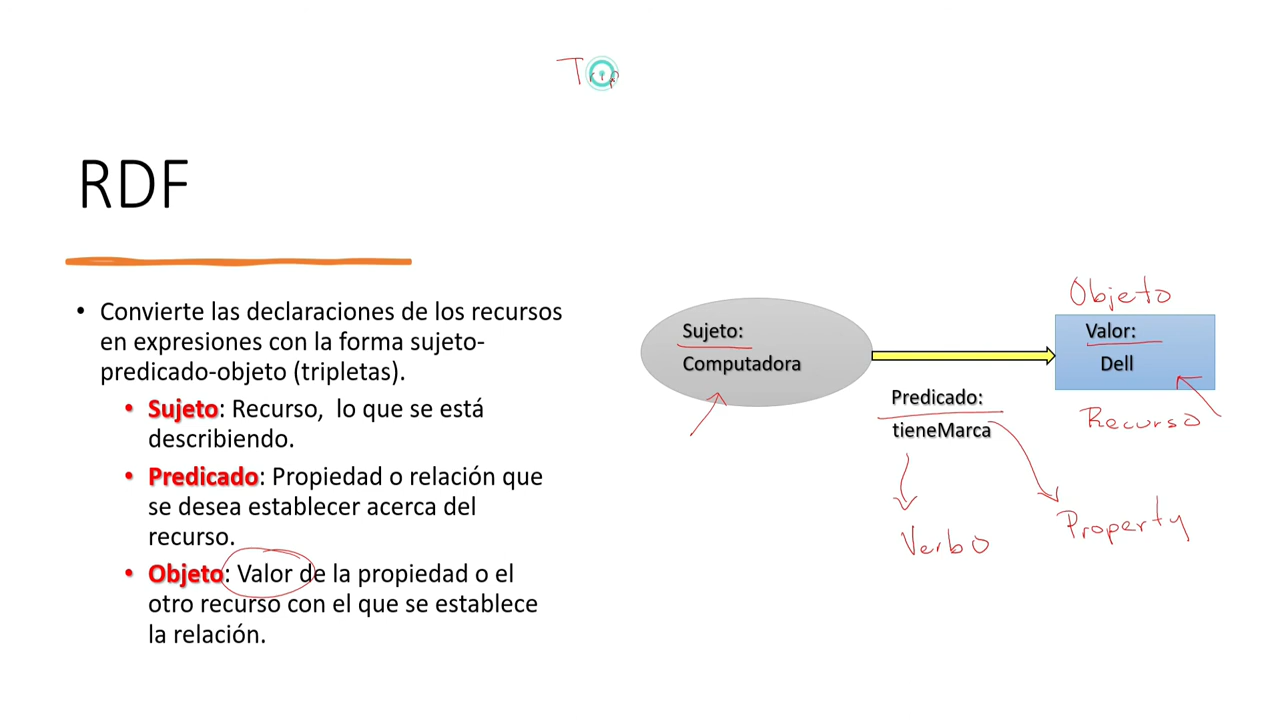 Trip
RDF
• Convierte las declaraciones de los recursos
en expresiones con la forma sujeto-
predicado-objeto (tripletas).
• Sujeto: Recurso, lo que se está
describiendo.
• Predicado: Propiedad o relación que
se desea establecer acerca del
recurso.
• Objeto: Valor de la propiedad o el
otro recurso con el que se establece
la relación.
Sujeto:
Computadora
Predicado:
tieneMarca
Verbo
Property
Objeto
Valor:
Dell
Recurso